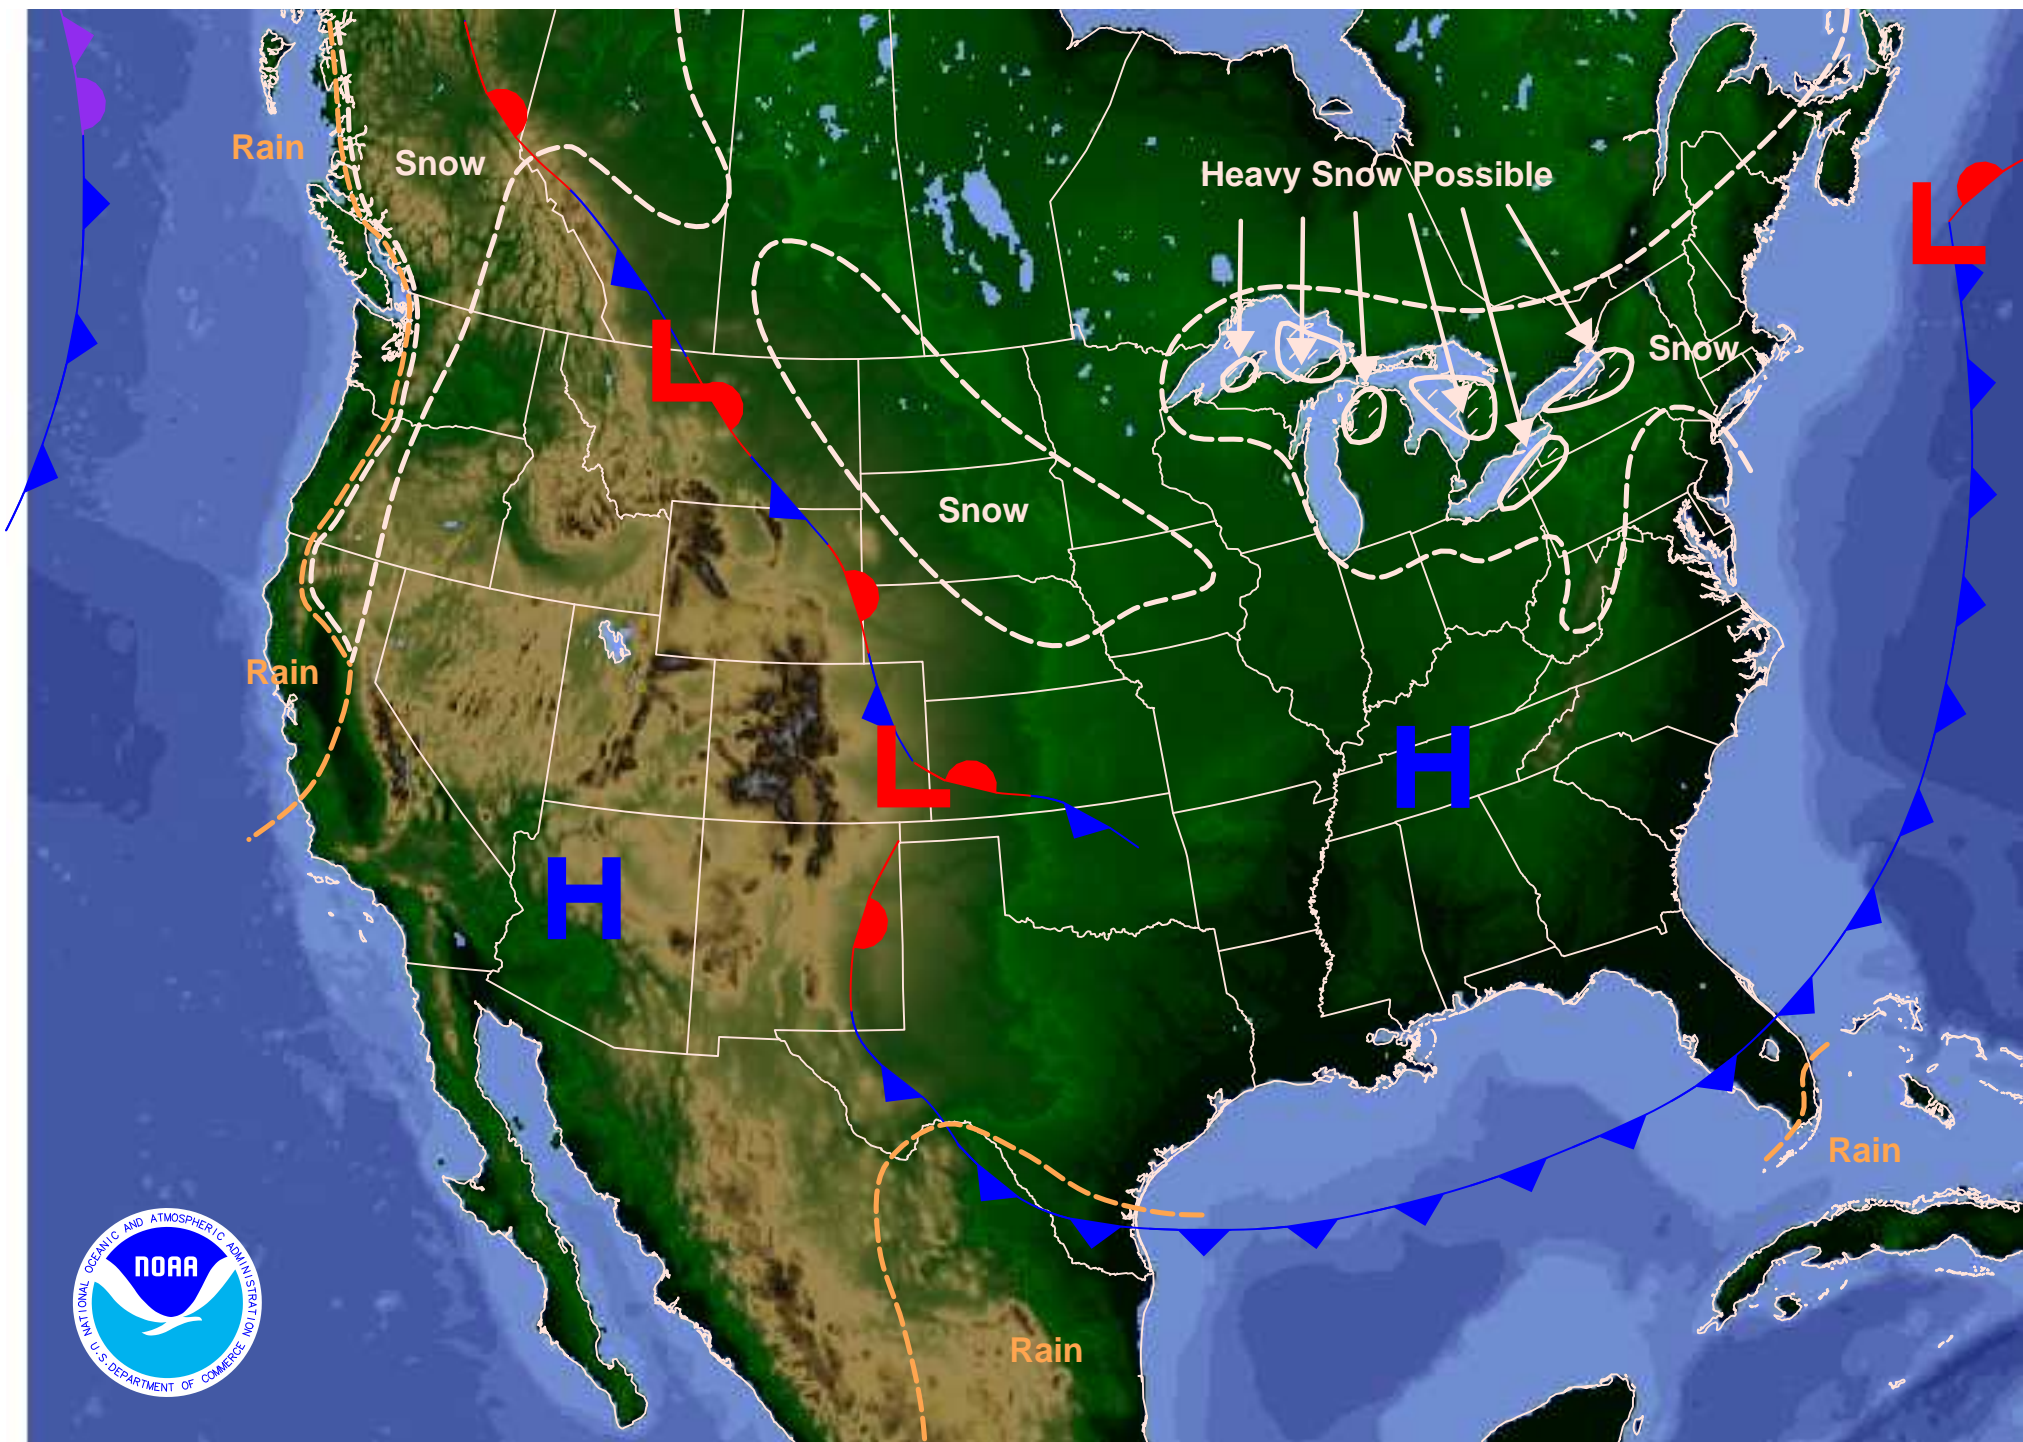 Rain
Snow
Heavy Snow Possible
L
Snow
L
Snow
Rain
L
H
H
Rain
Rain
NATIONAL OCEANIC AND ATMOSPHERIC ADMINISTRATION
NOAA
U.S. DEPARTMENT OF COMMERCE